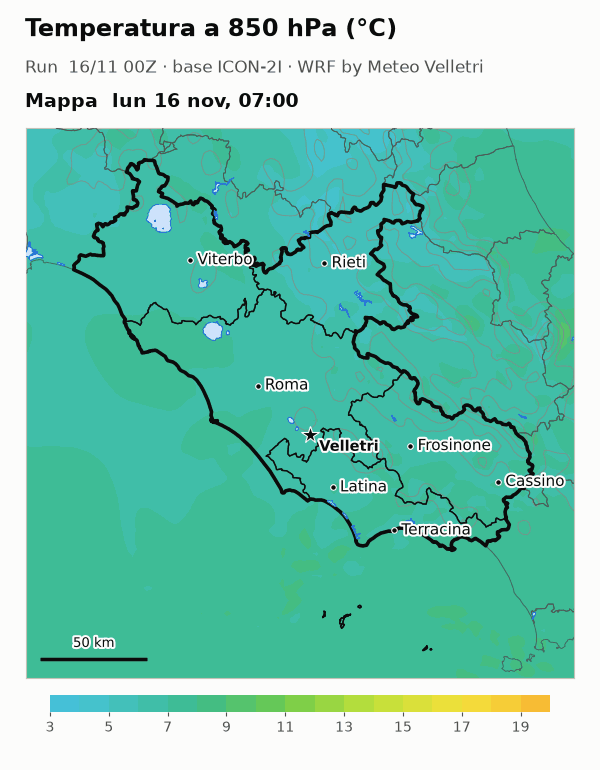 Temperatura a 850 hPa (°C)
Run  16/11 00Z · base ICON-2I · WRF by Meteo Velletri
Mappa  lun 16 nov, 07:00
Viterbo
Rieti
Roma
Velletri
Frosinone
Cassino
Latina
Terracina
50 km
3 5 7 9 11 13 15 17 19